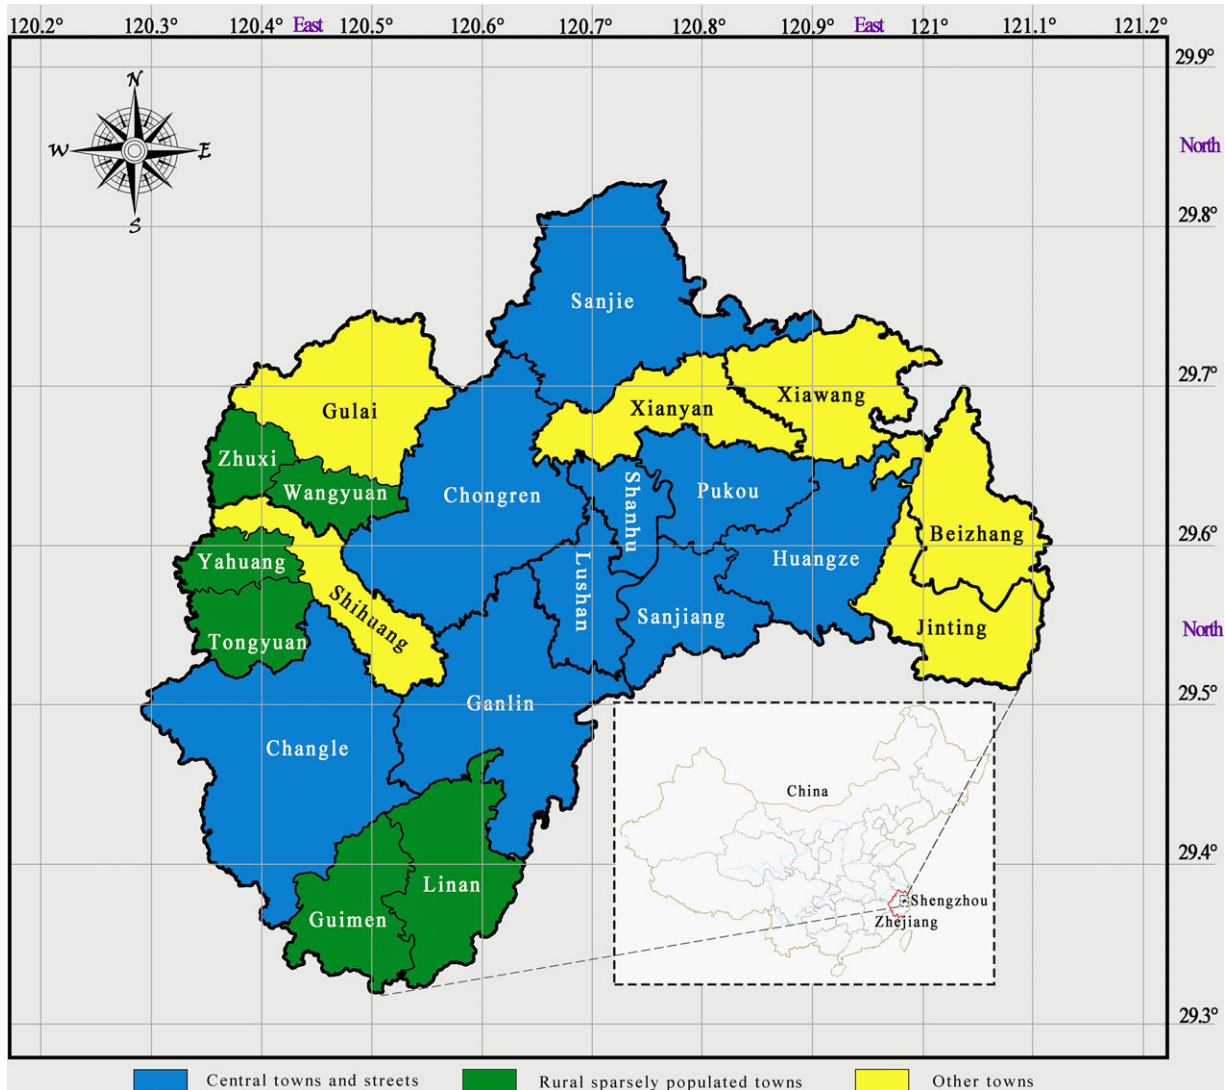 120.2° 120.3° 120.4° East 120.5° 120.6° 120.7° 120.8° 120.9° East 121° 121.1° 121.2°
29.9°
N
W E
S
North
29.8°
Sanjie
29.7°
Gulai
Xianyan
Xiawang
Zhuxi
Wangyuan
Chongren
Shanhu
Pukou
29.6°
Yahuang
Shihuang
Lushan
Huangze
Beizhang
Tongyuan
Sanjiang
Jinting
North
29.5°
Ganlin
Changle
China
29.4°
Linan
Guimen
Shengzhou
Zhejiang
29.3°
Central towns and streets Rural sparsely populated towns Other towns